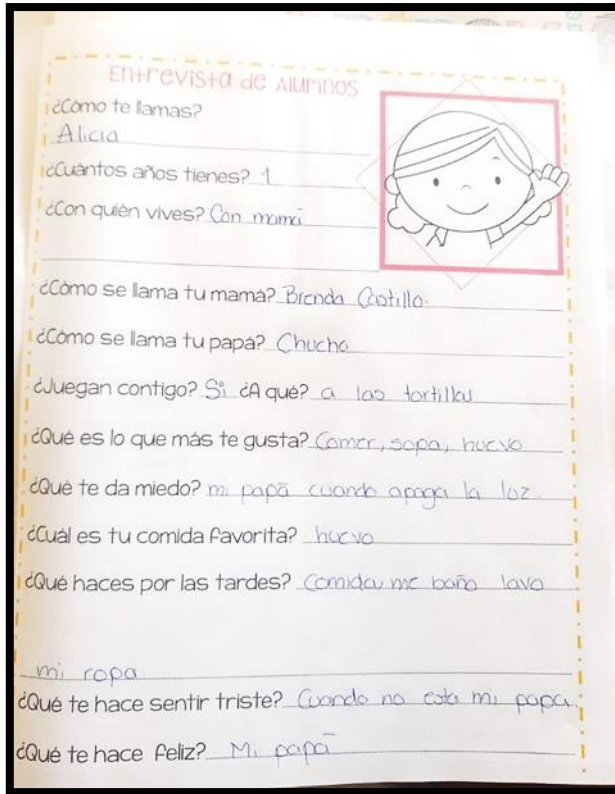 Entrevista de Alumnos
¿Cómo te llamas?
Alicia
¿Cuántos años tienes? 1
¿Con quién vives? Con mamá
¿Cómo se llama tu mamá? Brenda Castillo.
¿Cómo se llama tu papá? Chucho
¿Juegan contigo? Si ¿A qué? a las tortillas
¿Qué es lo que más te gusta? Comer, sopa, huevo
¿Qué te da miedo? mi papá cuando apaga la luz.
¿Cuál es tu comida favorita? huevo
¿Qué haces por las tardes? Comida me baño lavo
mi ropa.
¿Qué te hace sentir triste? Cuando no esta mi papa.
¿Qué te hace feliz? Mi papá